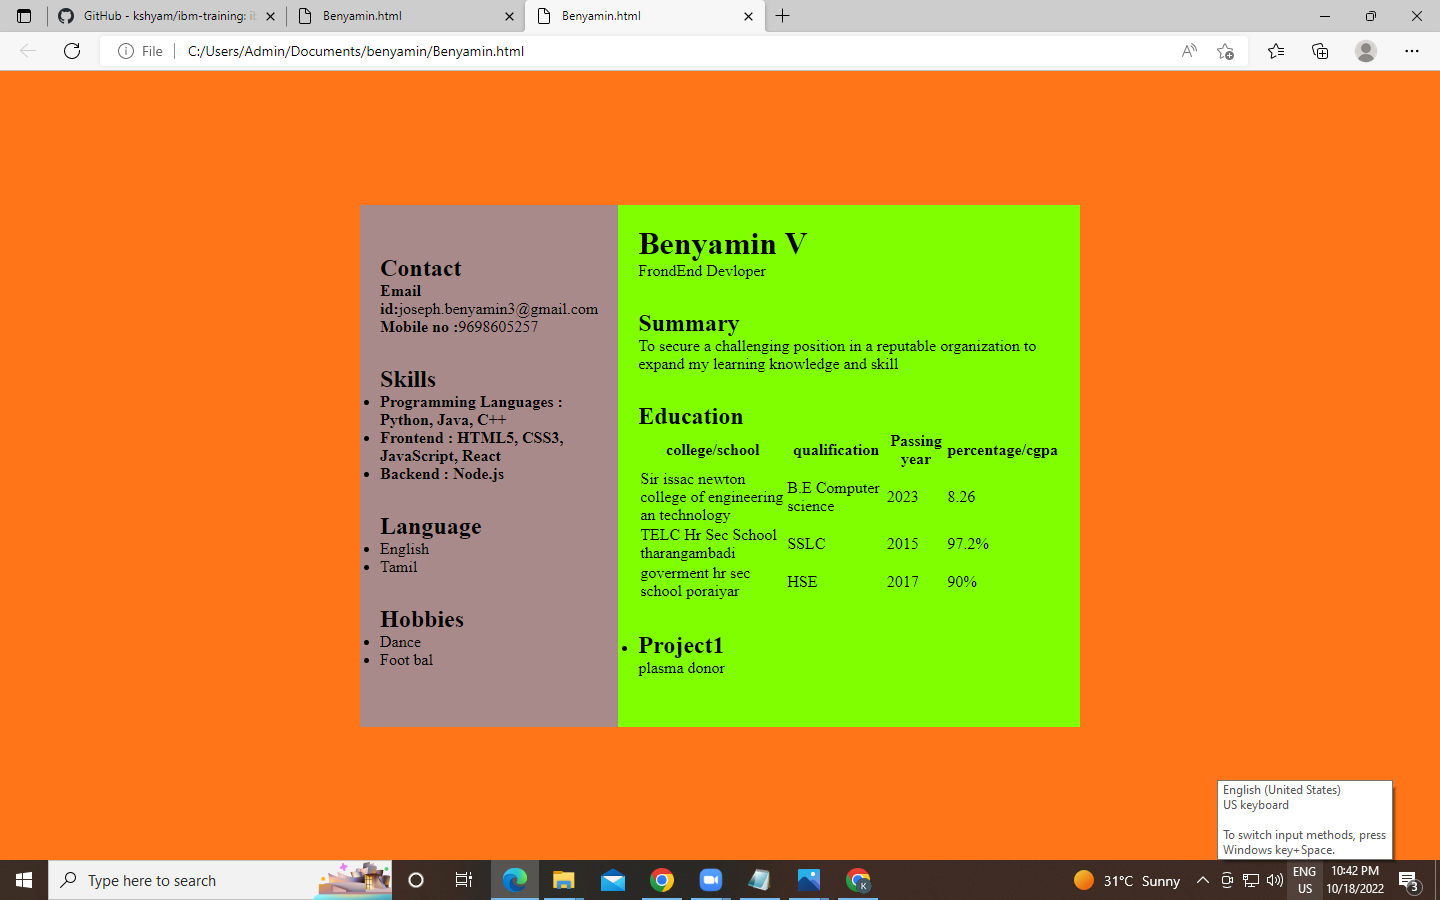 GitHub - kshyam/ibm-training:
Benyamin.html
Benyamin.html
File
C:/Users/Admin/Documents/benyamin/Benyamin.html
Contact
Email
id:joseph.benyamin3@gmail.com
Mobile no :9698605257
Skills
Programming Languages :
Python, Java, C++
Frontend : HTML5, CSS3,
JavaScript, React
Backend : Node.js
Language
English
Tamil
Hobbies
Dance
Foot bal
Benyamin V
FrondEnd Devloper
Summary
To secure a challenging position in a reputable organization to
expand my learning knowledge and skill
Education
college/school qualification Passing year percentage/cgpa
Sir issac newton
college of engineering
an technology
B.E Computer
science
2023
8.26
TELC Hr Sec School
tharangambadi
SSLC
2015
97.2%
goverment hr sec
school poraiyar
HSE
2017
90%
Project1
plasma donor
English (United States)
US keyboard
To switch input methods, press
Windows key+Space.
Type here to search
31°C Sunny
ENG
US
10:42 PM
10/18/2022
3
K